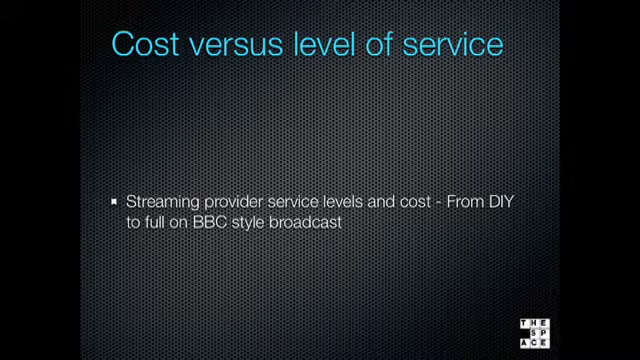 Cost versus level of service
Streaming provider service levels and cost - From DIY
to full on BBC style broadcast
THE
SP
ACE